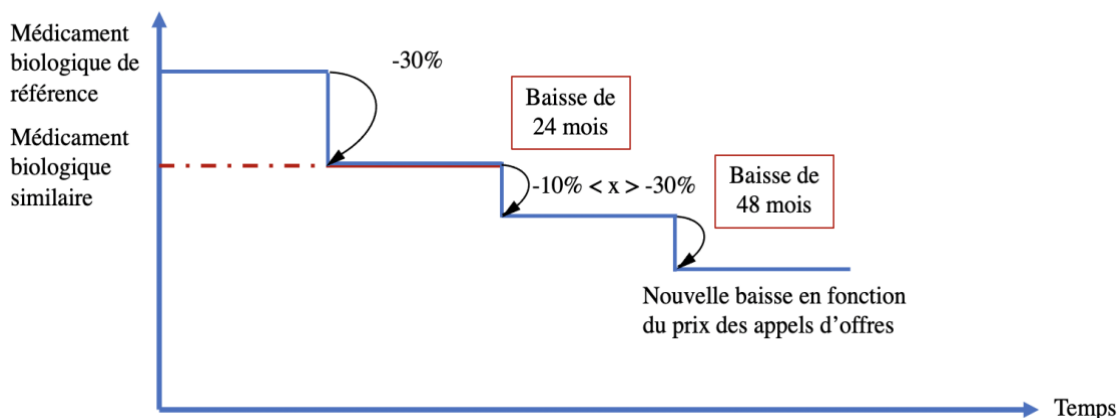 Médicament
biologique de
référence
-30%
Baisse de
24 mois
Médicament
biologique
similaire
-10% < x > -30%
Baisse de
48 mois
Nouvelle baisse en fonction
du prix des appels d’offres
Temps